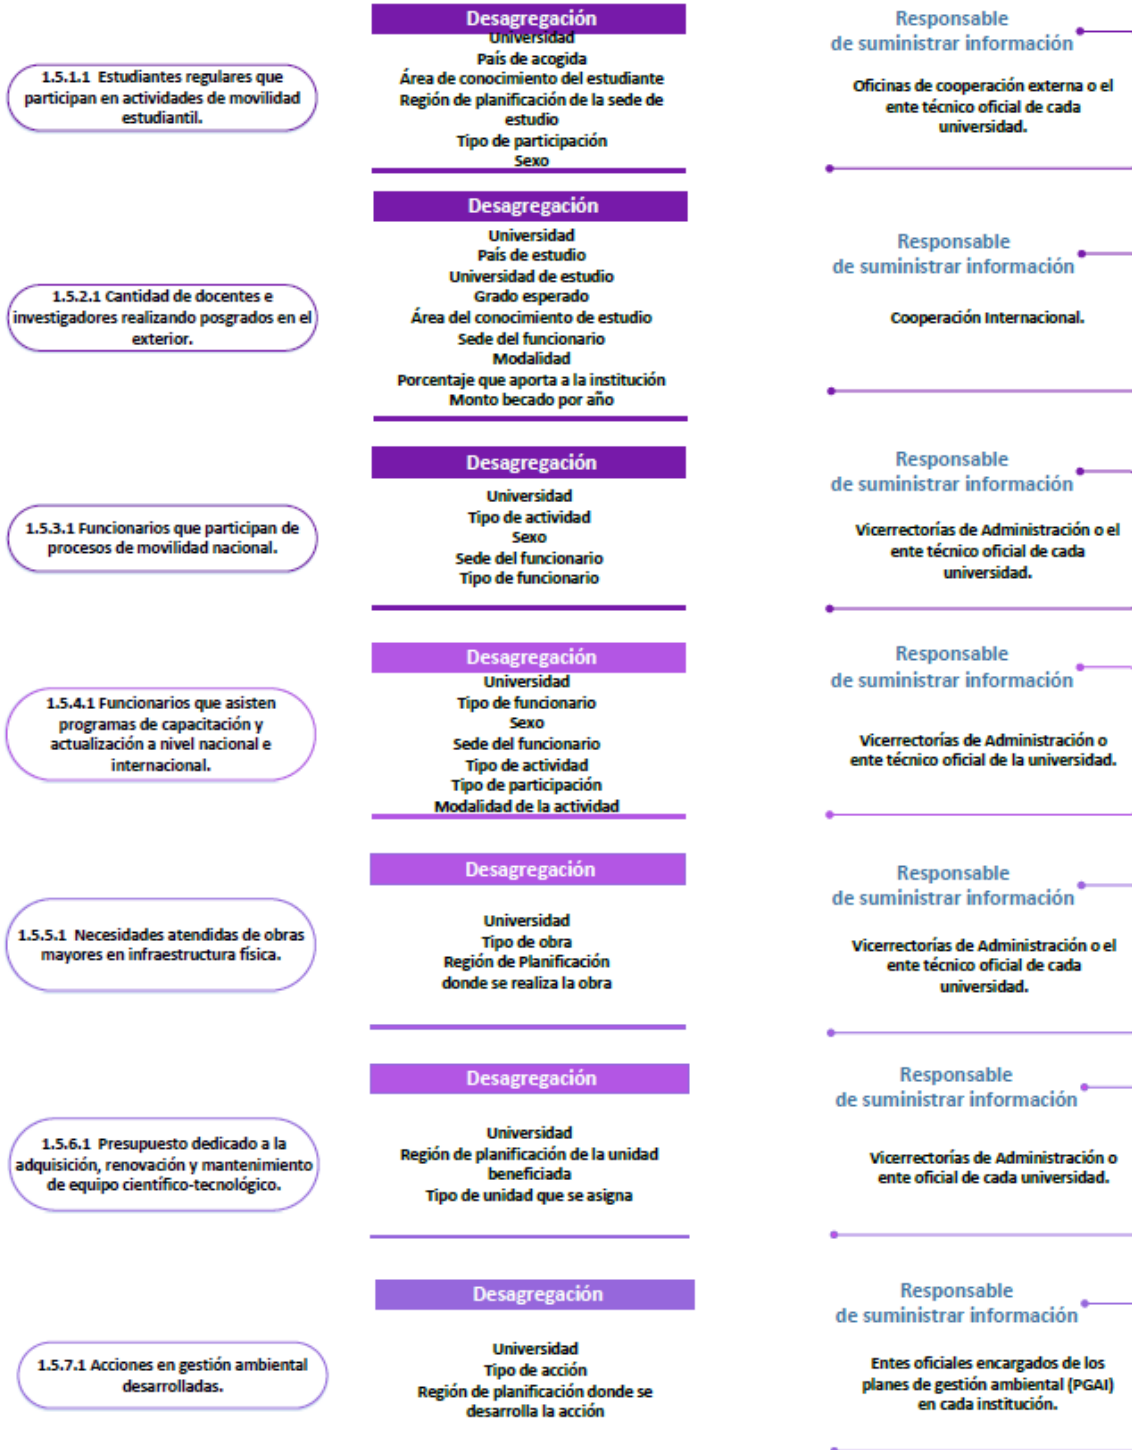 1.5.1.1 Estudiantes regulares que
participan en actividades de movilidad
estudiantil.
Desagregación
Universidad
País de acogida
Área de conocimiento del estudiante
Región de planificación de la sede de
estudio
Tipo de participación
Sexo
Responsable
de suministrar información
Oficinas de cooperación externa o el
ente técnico oficial de cada
universidad.
1.5.2.1 Cantidad de docentes e
investigadores realizando posgrados en el
exterior.
Desagregación
Universidad
País de estudio
Universidad de estudio
Grado esperado
Área del conocimiento de estudio
Sede del funcionario
Modalidad
Porcentaje que aporta a la institución
Monto becado por año
Responsable
de suministrar información
Cooperación Internacional.
1.5.3.1 Funcionarios que participan de
procesos de movilidad nacional.
Desagregación
Universidad
Tipo de actividad
Sexo
Sede del funcionario
Tipo de funcionario
Responsable
de suministrar información
Vicerrectorías de Administración o el
ente técnico oficial de cada
universidad.
1.5.4.1 Funcionarios que asisten
programas de capacitación y
actualización a nivel nacional e
internacional.
Desagregación
Universidad
Tipo de funcionario
Sexo
Sede del funcionario
Tipo de actividad
Tipo de participación
Modalidad de la actividad
Responsable
de suministrar información
Vicerrectorías de Administración o
ente técnico oficial de la universidad.
1.5.5.1 Necesidades atendidas de obras
mayores en infraestructura física.
Desagregación
Universidad
Tipo de obra
Región de Planificación
donde se realiza la obra
Responsable
de suministrar información
Vicerrectorías de Administración o el
ente técnico oficial de cada
universidad.
1.5.6.1 Presupuesto dedicado a la
adquisición, renovación y mantenimiento
de equipo científico-tecnológico.
Desagregación
Universidad
Región de planificación de la unidad
beneficiada
Tipo de unidad que se asigna
Responsable
de suministrar información
Vicerrectorías de Administración o
ente oficial de cada universidad.
1.5.7.1 Acciones en gestión ambiental
desarrolladas.
Desagregación
Universidad
Tipo de acción
Región de planificación donde se
desarrolla la acción
Responsable
de suministrar información
Entes oficiales encargados de los
planes de gestión ambiental (PGAI)
en cada institución.